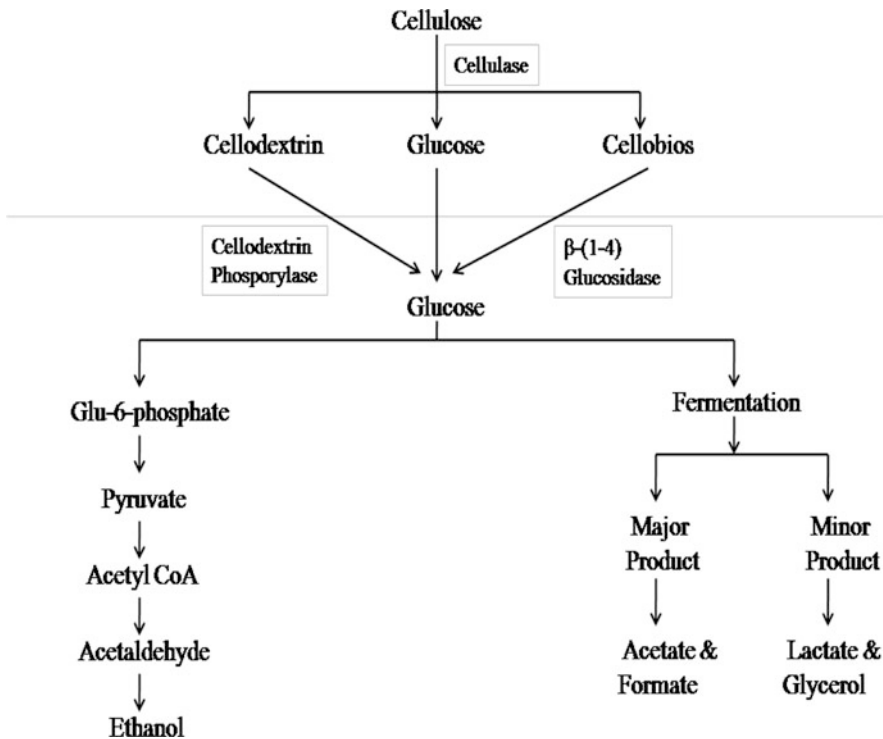 Cellulose
Cellulase
Cellodextrin
Glucose
Cellobios
Cellodextrin
Phosporylase
β-(1-4)
Glucosidase
Glucose
Glu-6-phosphate
Fermentation
Pyruvate
Major
Product
Minor
Product
Acetyl CoA
Acetaldehyde
Acetate &
Formate
Lactate &
Glycerol
Ethanol